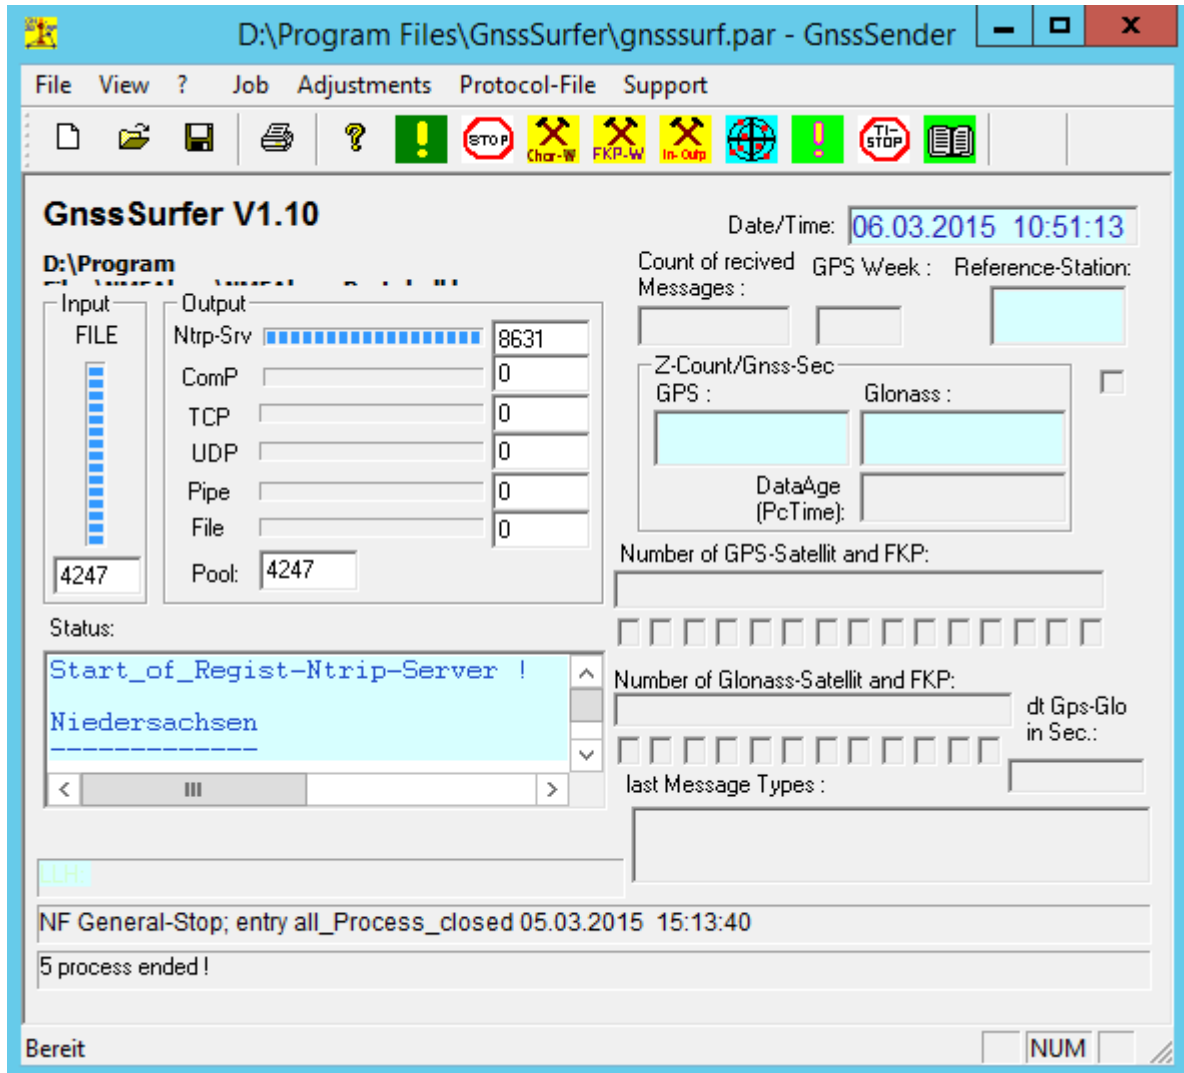 D:\Program Files\GnssSurfer\gnsssurf.par - GnssSender
File View ? Job Adjustments Protocol-File Support
STOP Char-W FKP-W In- Outp TI-STOP
GnssSurfer V1.10
Date/Time: 06.03.2015 10:51:13
D:\Program
Count of recived Messages : GPS Week : Reference-Station:
Input
FILE
4247
Output
Ntrp-Srv 8631
ComP 0
TCP 0
UDP 0
Pipe 0
File 0
Pool: 4247
Z-Count/Gnss-Sec
GPS : Glonass :
DataAge
(PcTime):
Number of GPS-Satellit and FKP:
Status:
Start_of_Regist-Ntrip-Server !
Niedersachsen
-------------
Number of Glonass-Satellit and FKP:
dt Gps-Glo
in Sec.:
last Message Types :
LLH:
NF General-Stop; entry all_Process_closed 05.03.2015 15:13:40
5 process ended !
Bereit NUM